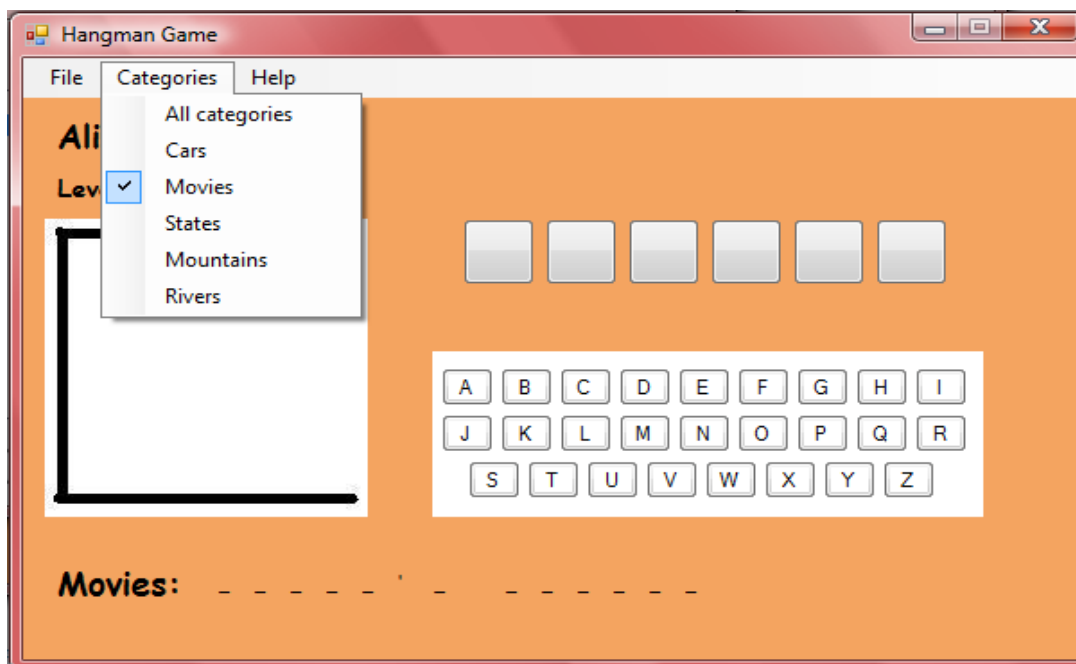 Hangman Game
File Categories Help
All categories
Cars
Movies
States
Mountains
Rivers
A B C D E F G H I
J K L M N O P Q R
S T U V W X Y Z
Movies: _ _ _ _ _ ' _ _ _ _ _ _ _